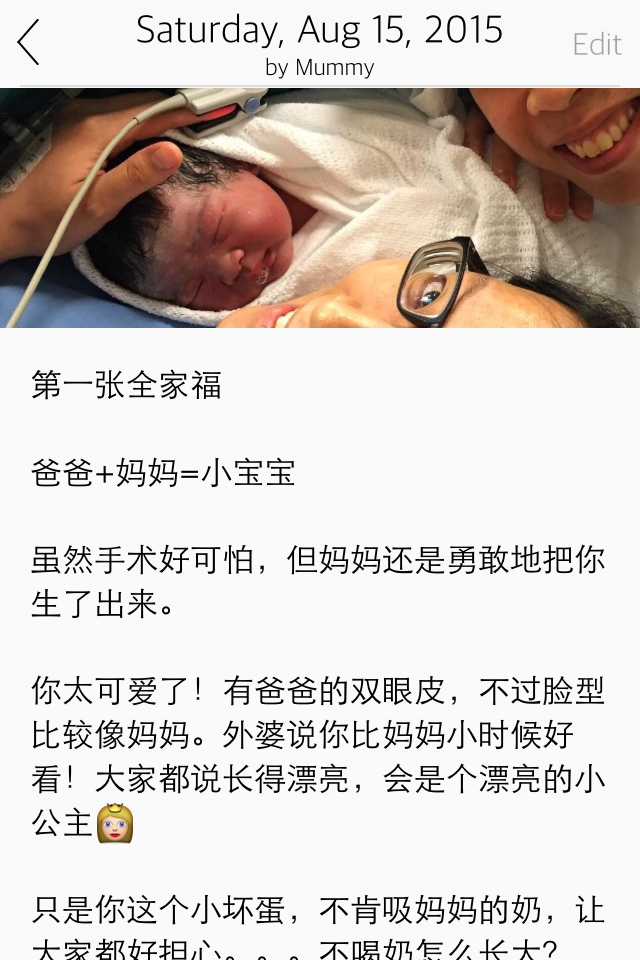 Saturday, Aug 15, 2015
Edit
by Mummy
第一张全家福
爸爸+妈妈=小宝宝
虽然手术好可怕，但妈妈还是勇敢地把你
生了出来。
你太可爱了！有爸爸的双眼皮，不过脸型
比较像妈妈。外婆说你比妈妈小时候好
看！大家都说长得漂亮，会是个漂亮的小
公主👸
只是你这个小坏蛋，不肯吸妈妈的奶，让
大家都好担心。。。不喝奶怎么长大？